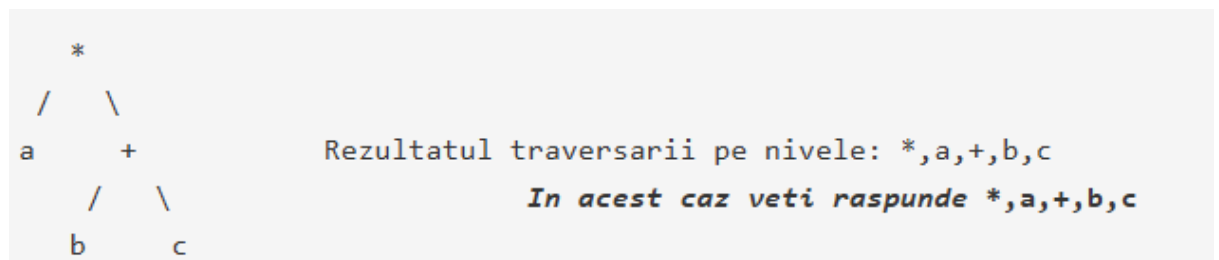 *
/ \
a + Rezultatul traversarii pe nivele: *,a,+,b,c
/ \ In acest caz veti raspunde *,a,+,b,c
b c